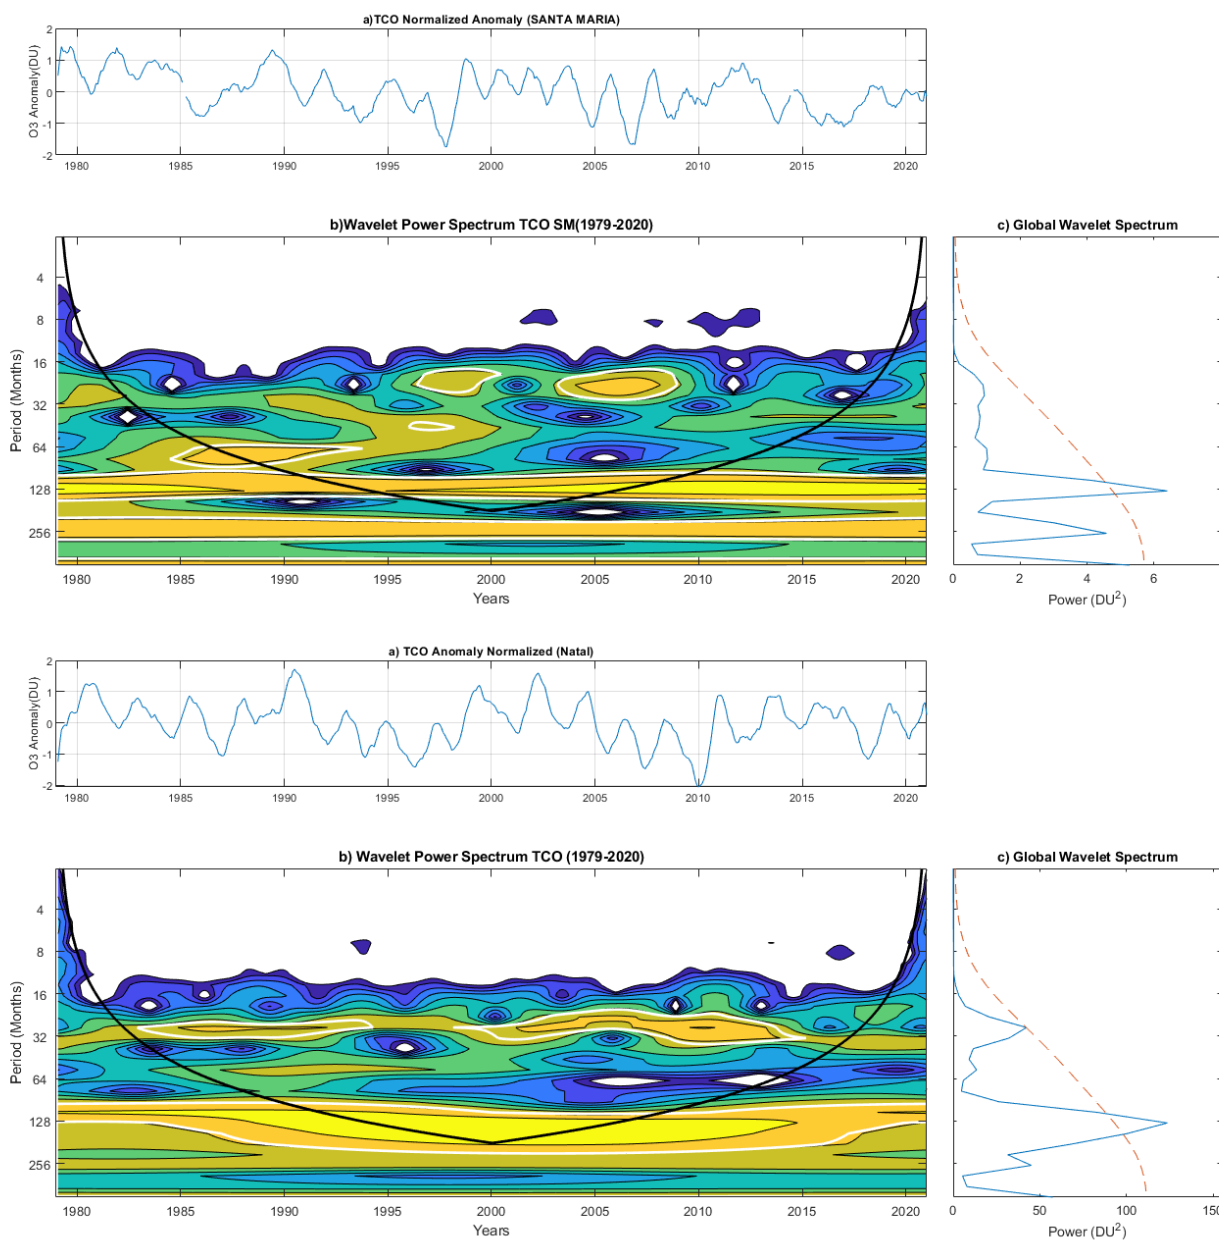 a)TCO Normalized Anomaly (SANTA MARIA)
O3 Anomaly(DU)
2
1
0
-1
-2
1980 1985 1990 1995 2000 2005 2010 2015 2020
b)Wavelet Power Spectrum TCO SM(1979-2020)
Period (Months)
4
8
16
32
64
128
256
1980 1985 1990 1995 2000 2005 2010 2015 2020
Years
c) Global Wavelet Spectrum
0 2 4 6
Power (DU²)
a) TCO Anomaly Normalized (Natal)
O3 Anomaly(DU)
2
1
0
-1
-2
1980 1985 1990 1995 2000 2005 2010 2015 2020
b) Wavelet Power Spectrum TCO (1979-2020)
Period (Months)
4
8
16
32
64
128
256
1980 1985 1990 1995 2000 2005 2010 2015 2020
Years
c) Global Wavelet Spectrum
0 50 100 150
Power (DU²)